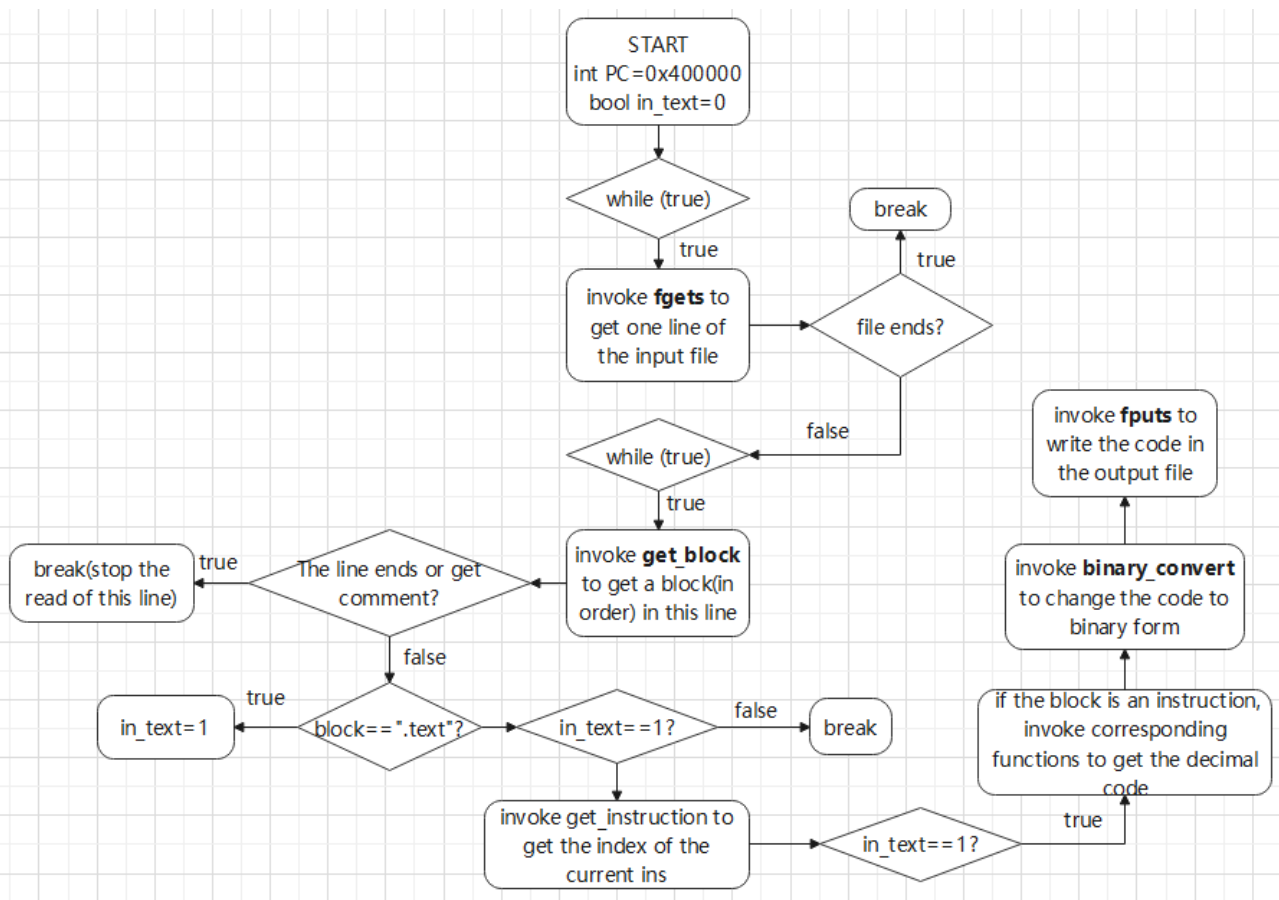 START
int PC=0x400000
bool in_text=0
while (true)
true
break
true
invoke fgets to
get one line of
the input file
file ends?
false
while (true)
true
invoke fputs to
write the code in
the output file
invoke get_block
to get a block(in
order) in this line
The line ends or get
comment?
true
break(stop the
read of this line)
false
invoke binary_convert
to change the code to
binary form
true
in_text=1
block==".text"?
in_text==1?
false
break
if the block is an instruction,
invoke corresponding
functions to get the decimal
code
invoke get_instruction to
get the index of the
current ins
in_text==1?
true